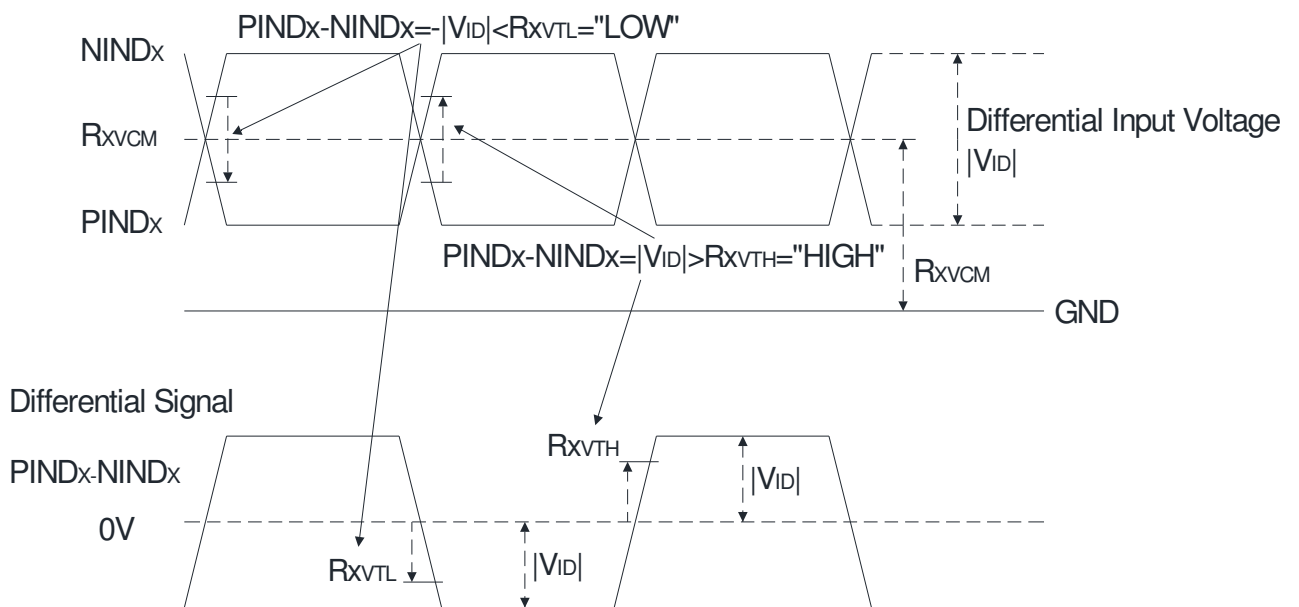 PINDx-NINDx=-|VID|<RxVTL="LOW"
NINDx
RxVCM
Differential Input Voltage
|VID|
PINDx
PINDx-NINDx=|VID|>RxVTH="HIGH"
RxVCM
GND
Differential Signal
RxVTH
PINDx-NINDx
|VID|
0V
RxVTL
|VID|